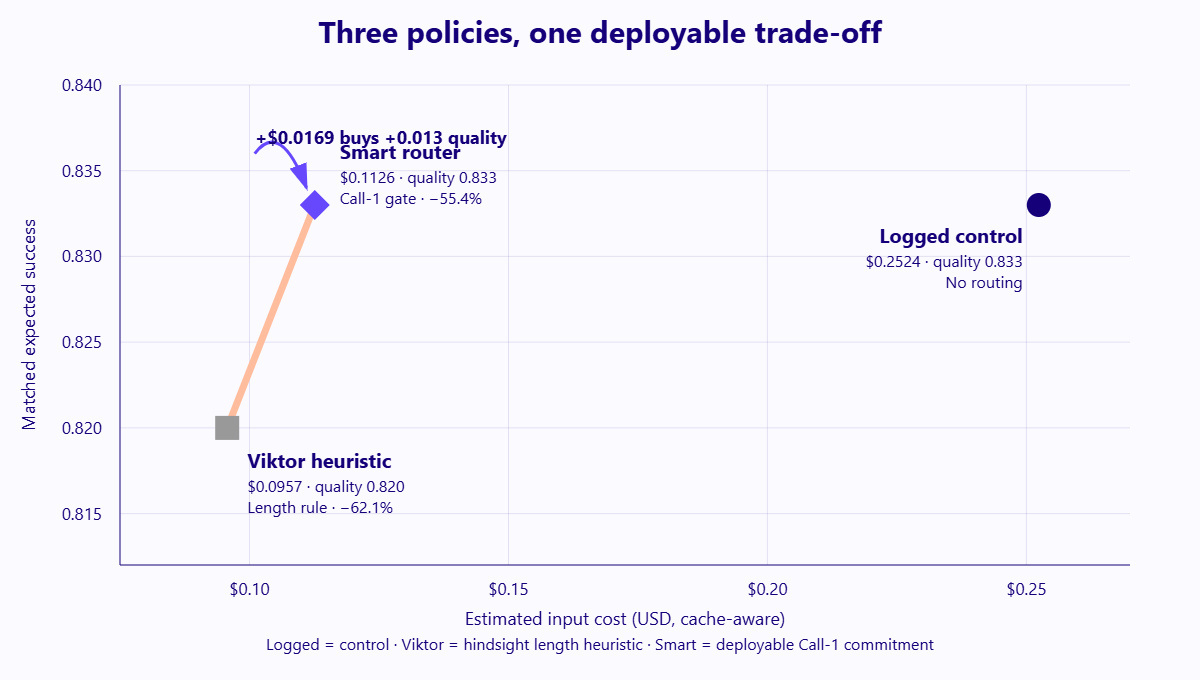 Three policies, one deployable trade-off
0.840
0.835
0.830
0.825
0.820
0.815
Matched expected success
+$0.0169 buys +0.013 quality
Smart router
$0.1126 · quality 0.833
Call-1 gate · −55.4%
Logged control
$0.2524 · quality 0.833
No routing
Viktor heuristic
$0.0957 · quality 0.820
Length rule · −62.1%
$0.10
$0.15
$0.20
$0.25
Estimated input cost (USD, cache-aware)
Logged = control · Viktor = hindsight length heuristic · Smart = deployable Call-1 commitment